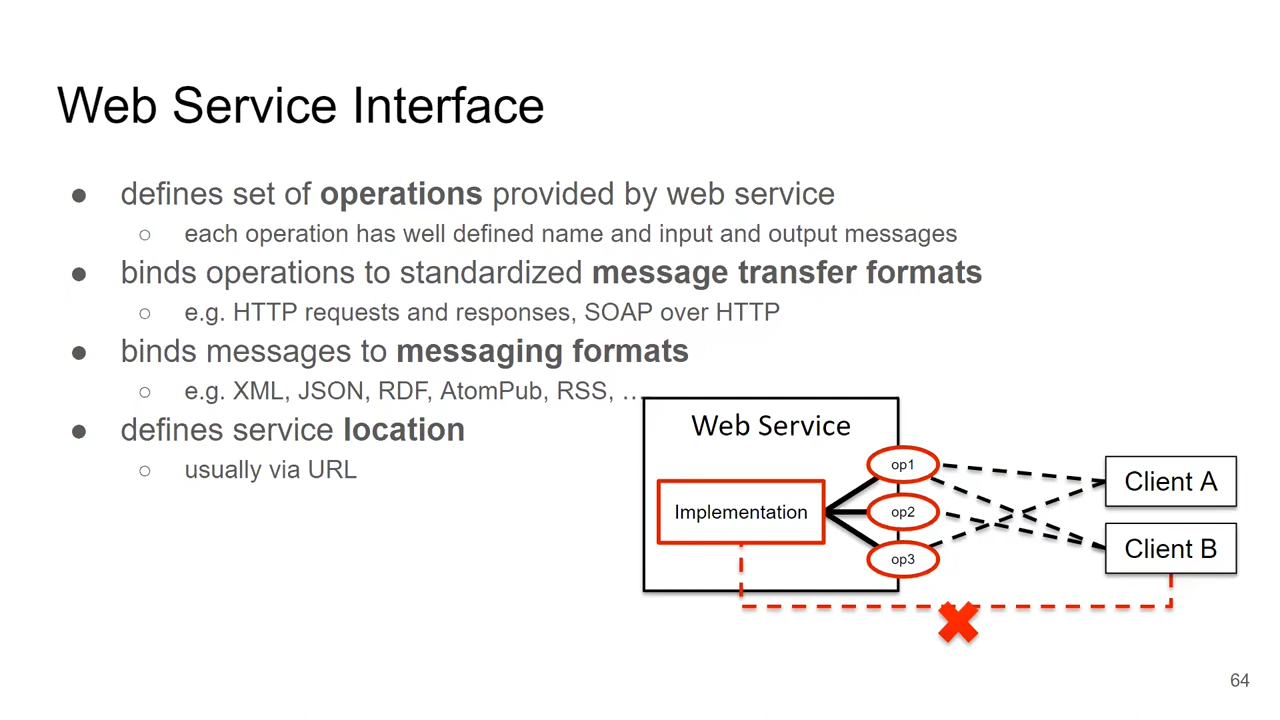 Web Service Interface
● defines set of operations provided by web service
○ each operation has well defined name and input and output messages
● binds operations to standardized message transfer formats
○ e.g. HTTP requests and responses, SOAP over HTTP
● binds messages to messaging formats
○ e.g. XML, JSON, RDF, AtomPub, RSS, …
● defines service location
○ usually via URL
Web Service
Implementation
op1
op2
op3
Client A
Client B
64